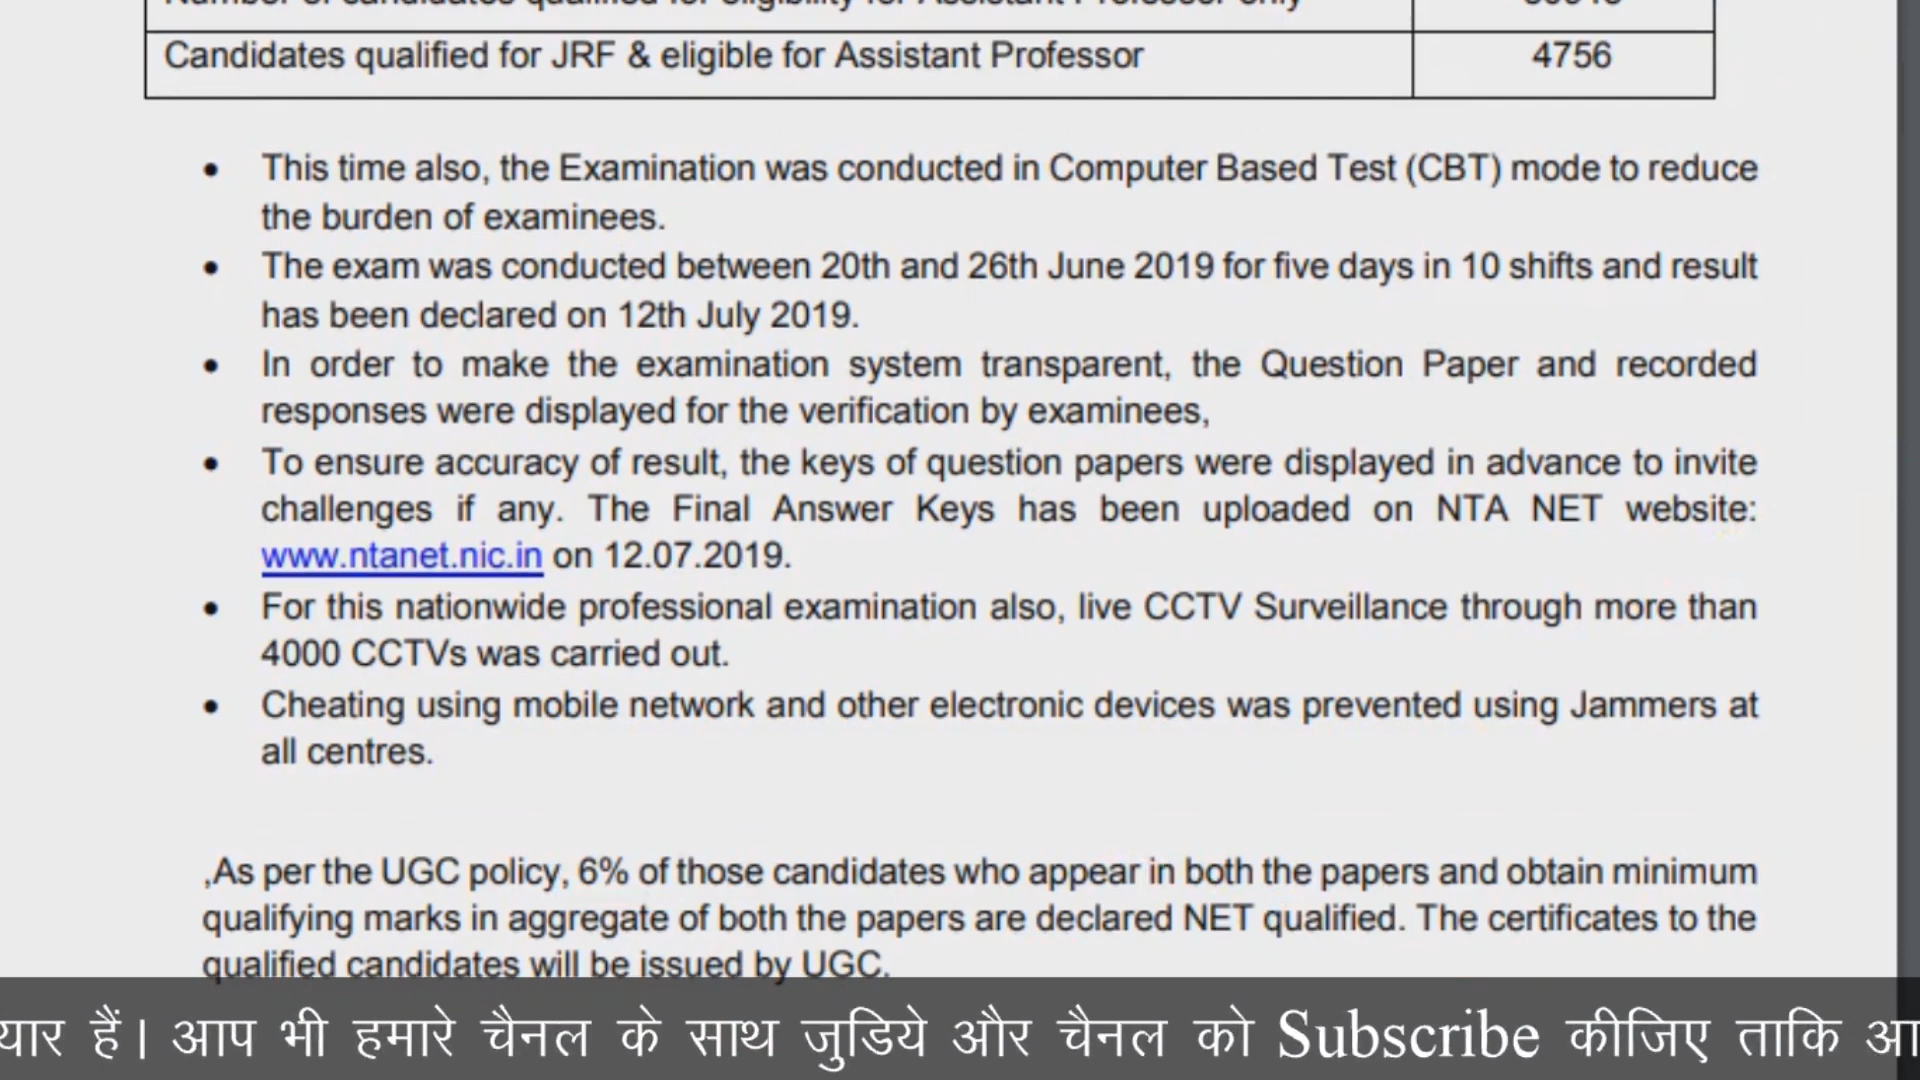 Number of candidates qualified for eligibility for Assistant Professor only
Candidates qualified for JRF & eligible for Assistant Professor 4756
• This time also, the Examination was conducted in Computer Based Test (CBT) mode to reduce
the burden of examinees.
• The exam was conducted between 20th and 26th June 2019 for five days in 10 shifts and result
has been declared on 12th July 2019.
• In order to make the examination system transparent, the Question Paper and recorded
responses were displayed for the verification by examinees,
• To ensure accuracy of result, the keys of question papers were displayed in advance to invite
challenges if any. The Final Answer Keys has been uploaded on NTA NET website:
www.ntanet.nic.in on 12.07.2019.
• For this nationwide professional examination also, live CCTV Surveillance through more than
4000 CCTVs was carried out.
• Cheating using mobile network and other electronic devices was prevented using Jammers at
all centres.
,As per the UGC policy, 6% of those candidates who appear in both the papers and obtain minimum
qualifying marks in aggregate of both the papers are declared NET qualified. The certificates to the
qualified candidates will be issued by UGC.
हैं। आप भी हमारे चैनल के साथ जुडिये और चैनल को Subscribe कीजिए ताकि